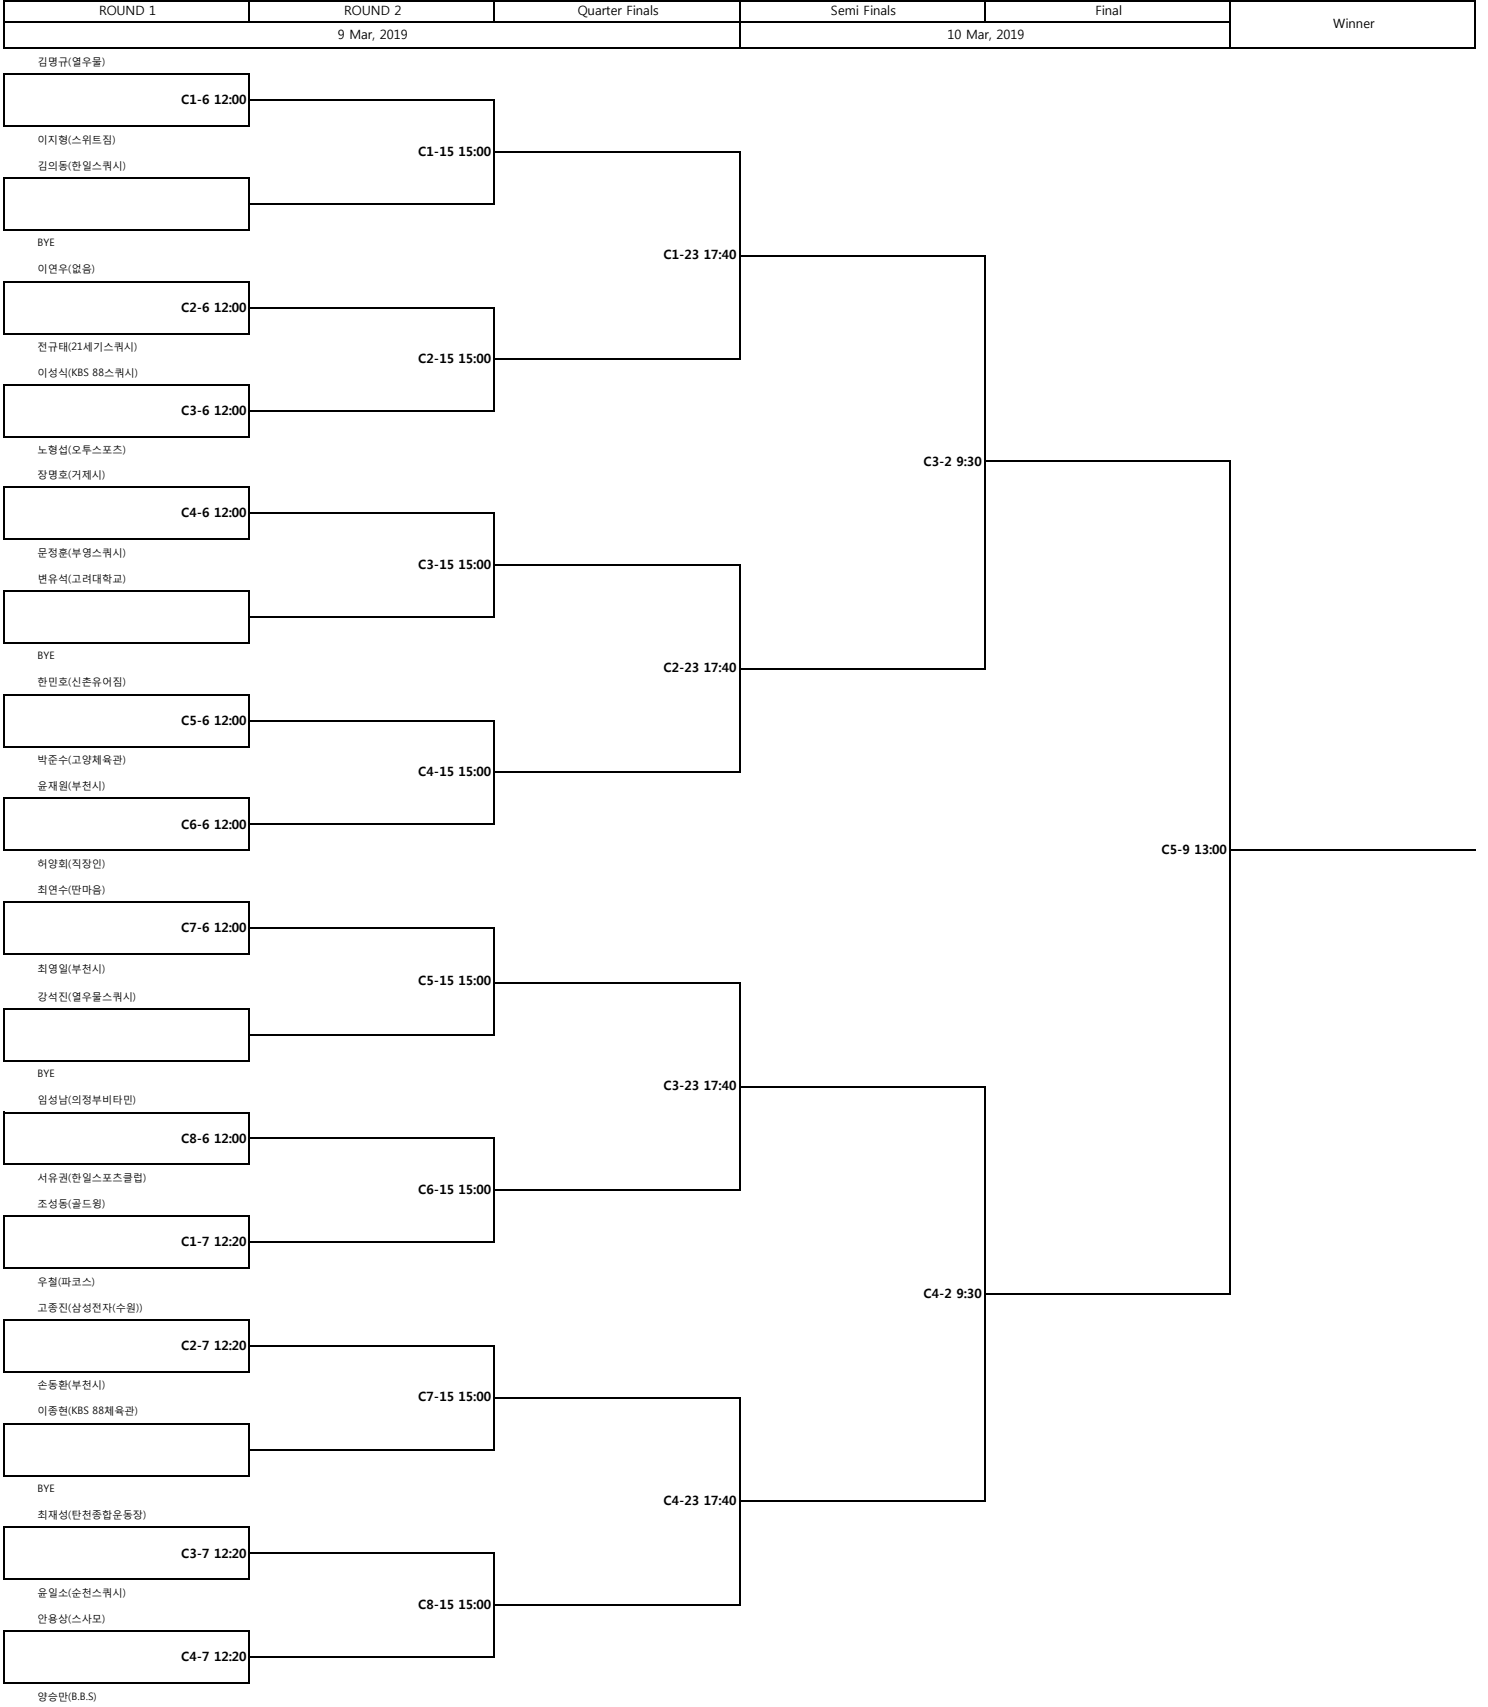 ROUND 1 ROUND 2 Quarter Finals Semi Finals Final Winner
9 Mar, 2019 10 Mar, 2019
김명규(열우물)
C1-6 12:00
이지형(스위트짐)
C1-15 15:00
김의동(한일스쿼시)
BYE
C1-23 17:40
이연우(없음)
C2-6 12:00
전규태(21세기스쿼시)
C2-15 15:00
이성식(KBS 88스쿼시)
C3-6 12:00
노형섭(오투스포츠)
C3-2 9:30
장명호(거제시)
C4-6 12:00
문정훈(부영스쿼시)
C3-15 15:00
변유석(고려대학교)
BYE
C2-23 17:40
한민호(신촌유어짐)
C5-6 12:00
박준수(고양체육관)
C4-15 15:00
윤재원(부천시)
C6-6 12:00
C5-9 13:00
허양회(직장인)
최연수(딴마음)
C7-6 12:00
최영일(부천시)
C5-15 15:00
강석진(열우물스쿼시)
BYE
C3-23 17:40
임성남(의정부비타민)
C8-6 12:00
서유권(한일스포츠클럽)
C6-15 15:00
조성동(골드윙)
C1-7 12:20
우철(파코스)
C4-2 9:30
고종진(삼성전자(수원))
C2-7 12:20
손동환(부천시)
C7-15 15:00
이종현(KBS 88체육관)
BYE
C4-23 17:40
최재성(탄천종합운동장)
C3-7 12:20
윤일소(순천스쿼시)
C8-15 15:00
안용상(스사모)
C4-7 12:20
양승만(B.B.S)